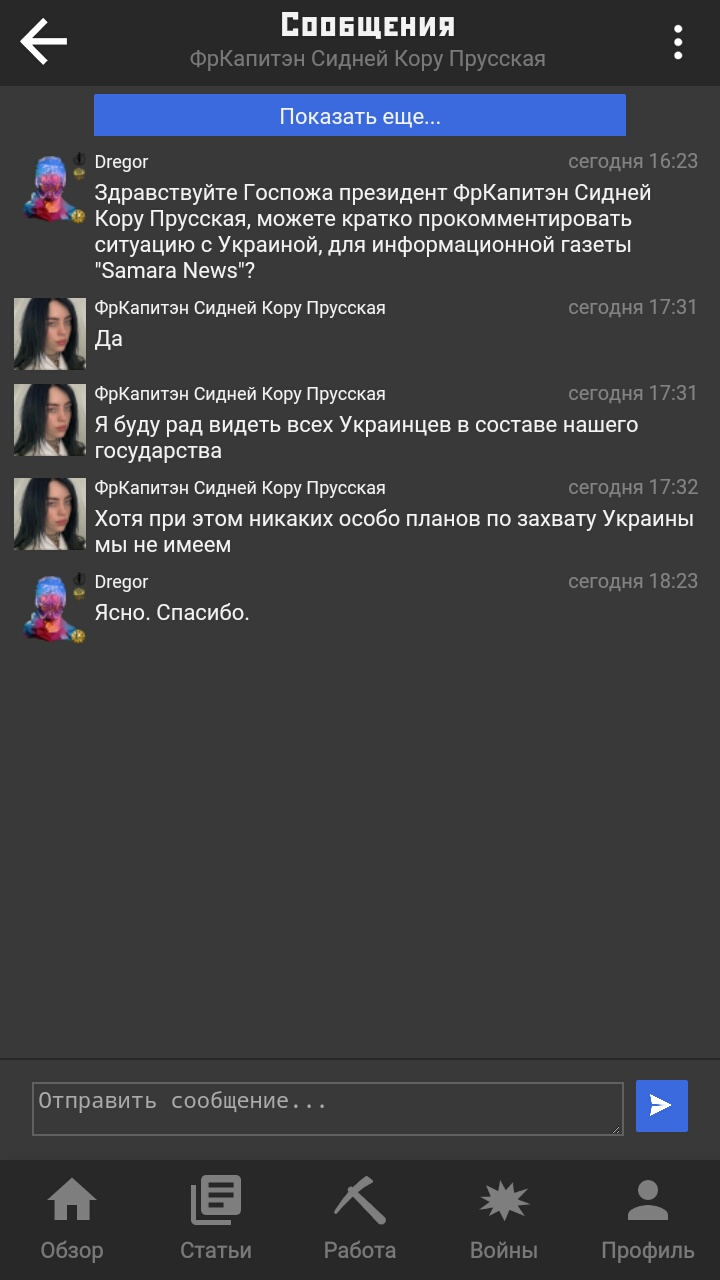 Сообщения
ФрКапитэн Сидней Кору Прусская
Показать еще...
Dregor
сегодня 16:23
Здравствуйте Госпожа президент ФрКапитэн Сидней
Кору Прусская, можете кратко прокомментировать
ситуацию с Украиной, для информационной газеты
"Samara News"?
ФрКапитэн Сидней Кору Прусская
сегодня 17:31
Да
ФрКапитэн Сидней Кору Прусская
сегодня 17:31
Я буду рад видеть всех Украинцев в составе нашего
государства
ФрКапитэн Сидней Кору Прусская
сегодня 17:32
Хотя при этом никаких особо планов по захвату Украины
мы не имеем
Dregor
сегодня 18:23
Ясно. Спасибо.
Отправить сообщение...
Обзор
Статьи
Работа
Войны
Профиль